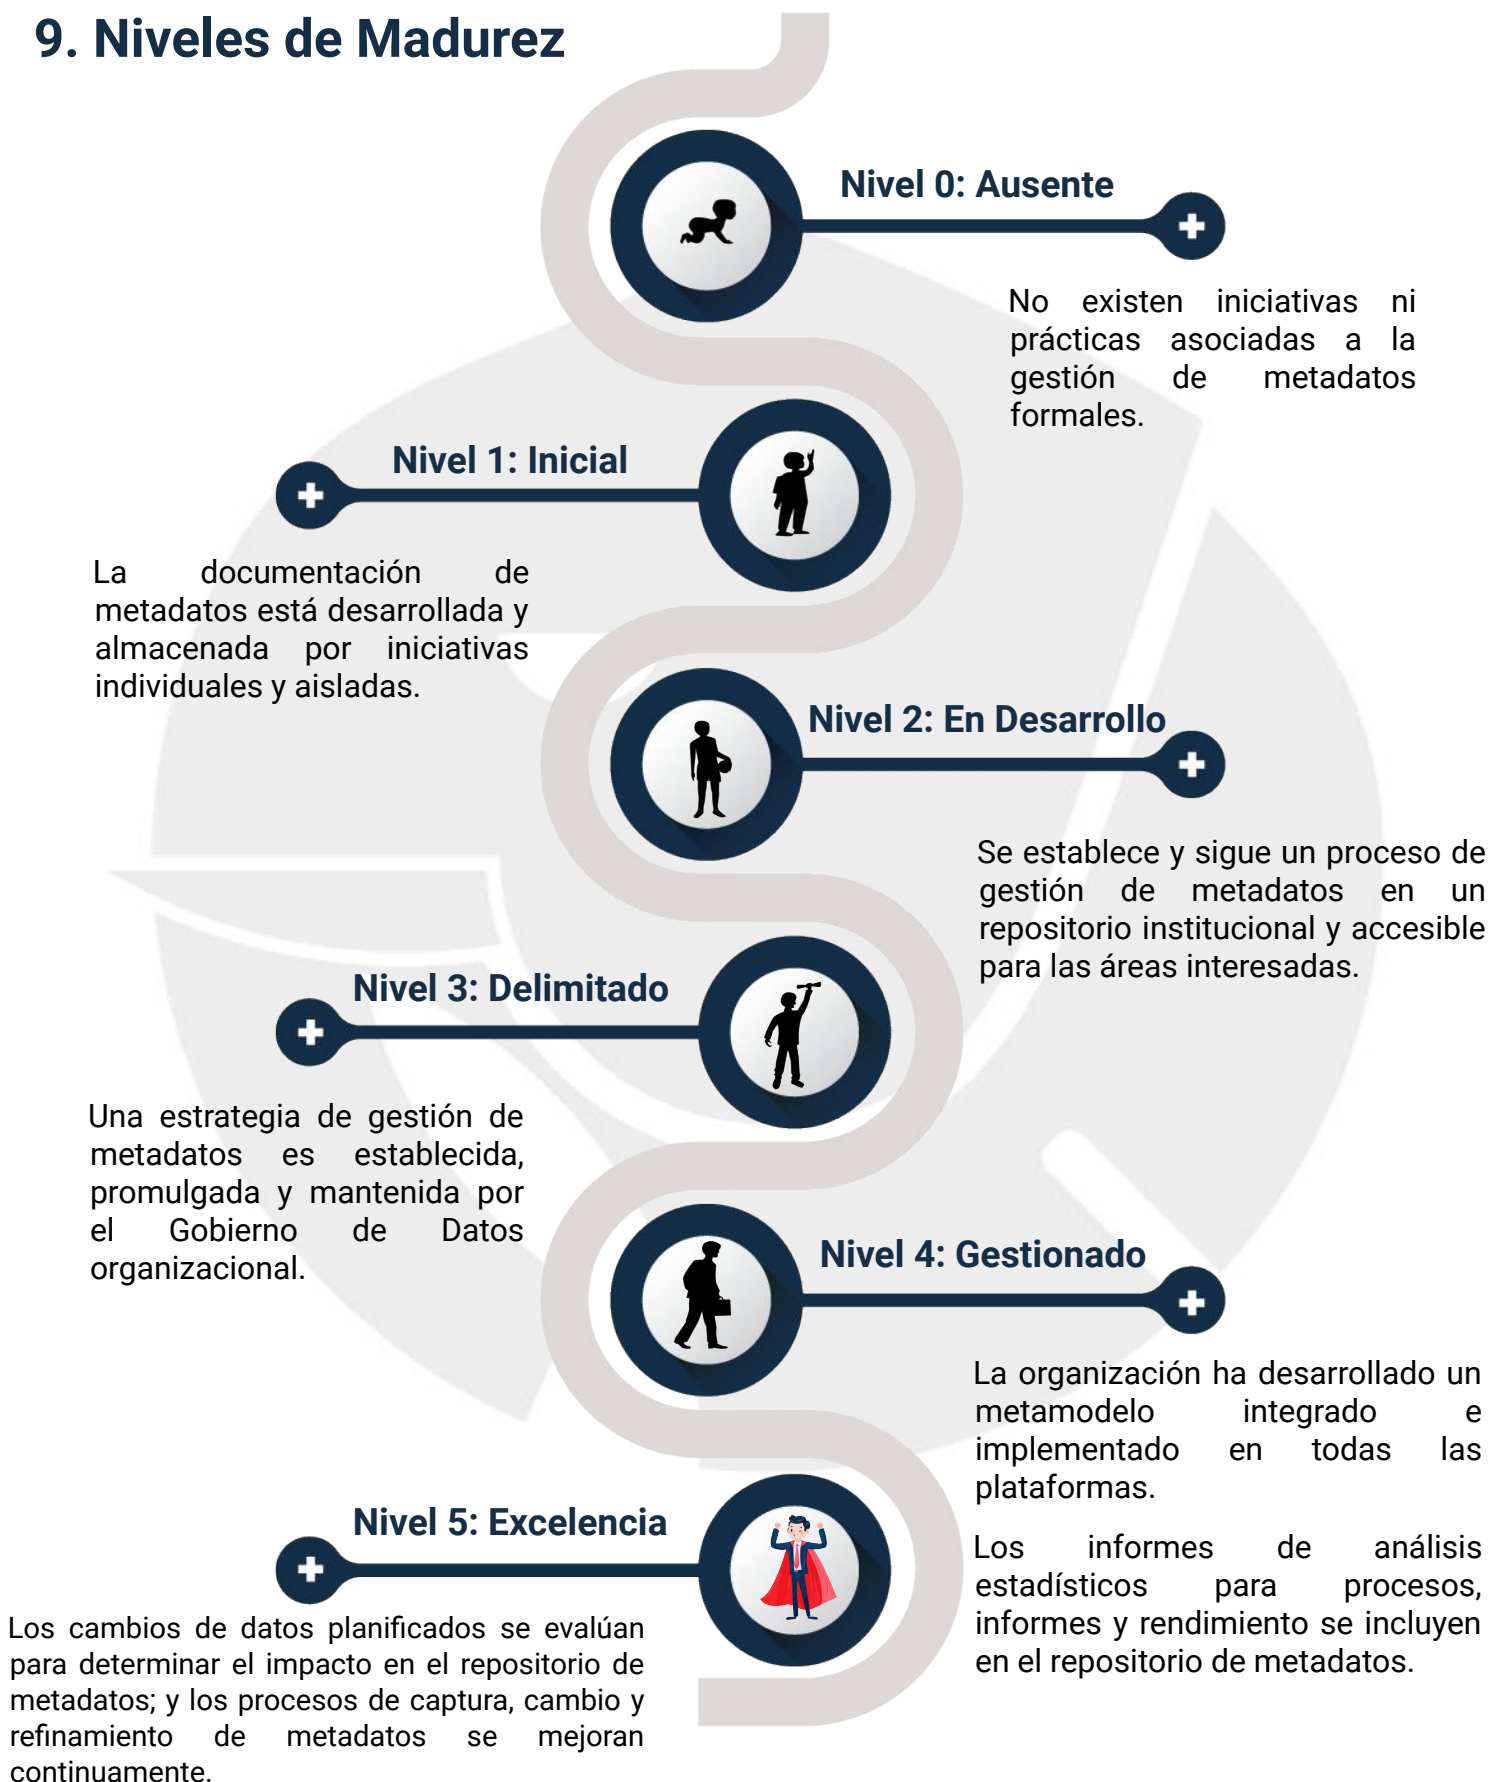 9. Niveles de Madurez
Nivel 0: Ausente
No existen iniciativas ni
prácticas asociadas a la
gestión de metadatos
formales.
Nivel 1: Inicial
La documentación de
metadatos está desarrollada y
almacenada por iniciativas
individuales y aisladas.
Nivel 2: En Desarrollo
Se establece y sigue un proceso de
gestión de metadatos en un
repositorio institucional y accesible
para las áreas interesadas.
Nivel 3: Delimitado
Una estrategia de gestión de
metadatos es establecida,
promulgada y mantenida por
el Gobierno de Datos
organizacional.
Nivel 4: Gestionado
La organización ha desarrollado un
metamodelo integrado e
implementado en todas las
plataformas.
Los informes de análisis
estadísticos para procesos,
informes y rendimiento se incluyen
en el repositorio de metadatos.
Nivel 5: Excelencia
Los cambios de datos planificados se evalúan
para determinar el impacto en el repositorio de
metadatos; y los procesos de captura, cambio y
refinamiento de metadatos se mejoran
continuamente.